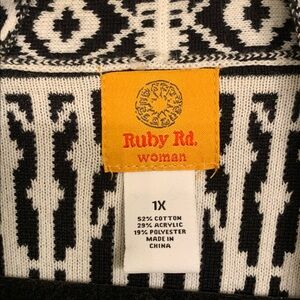 Ruby Rd.
woman
1X
52% COTTON
29% ACRYLIC
19% POLYESTER
MADE IN
CHINA